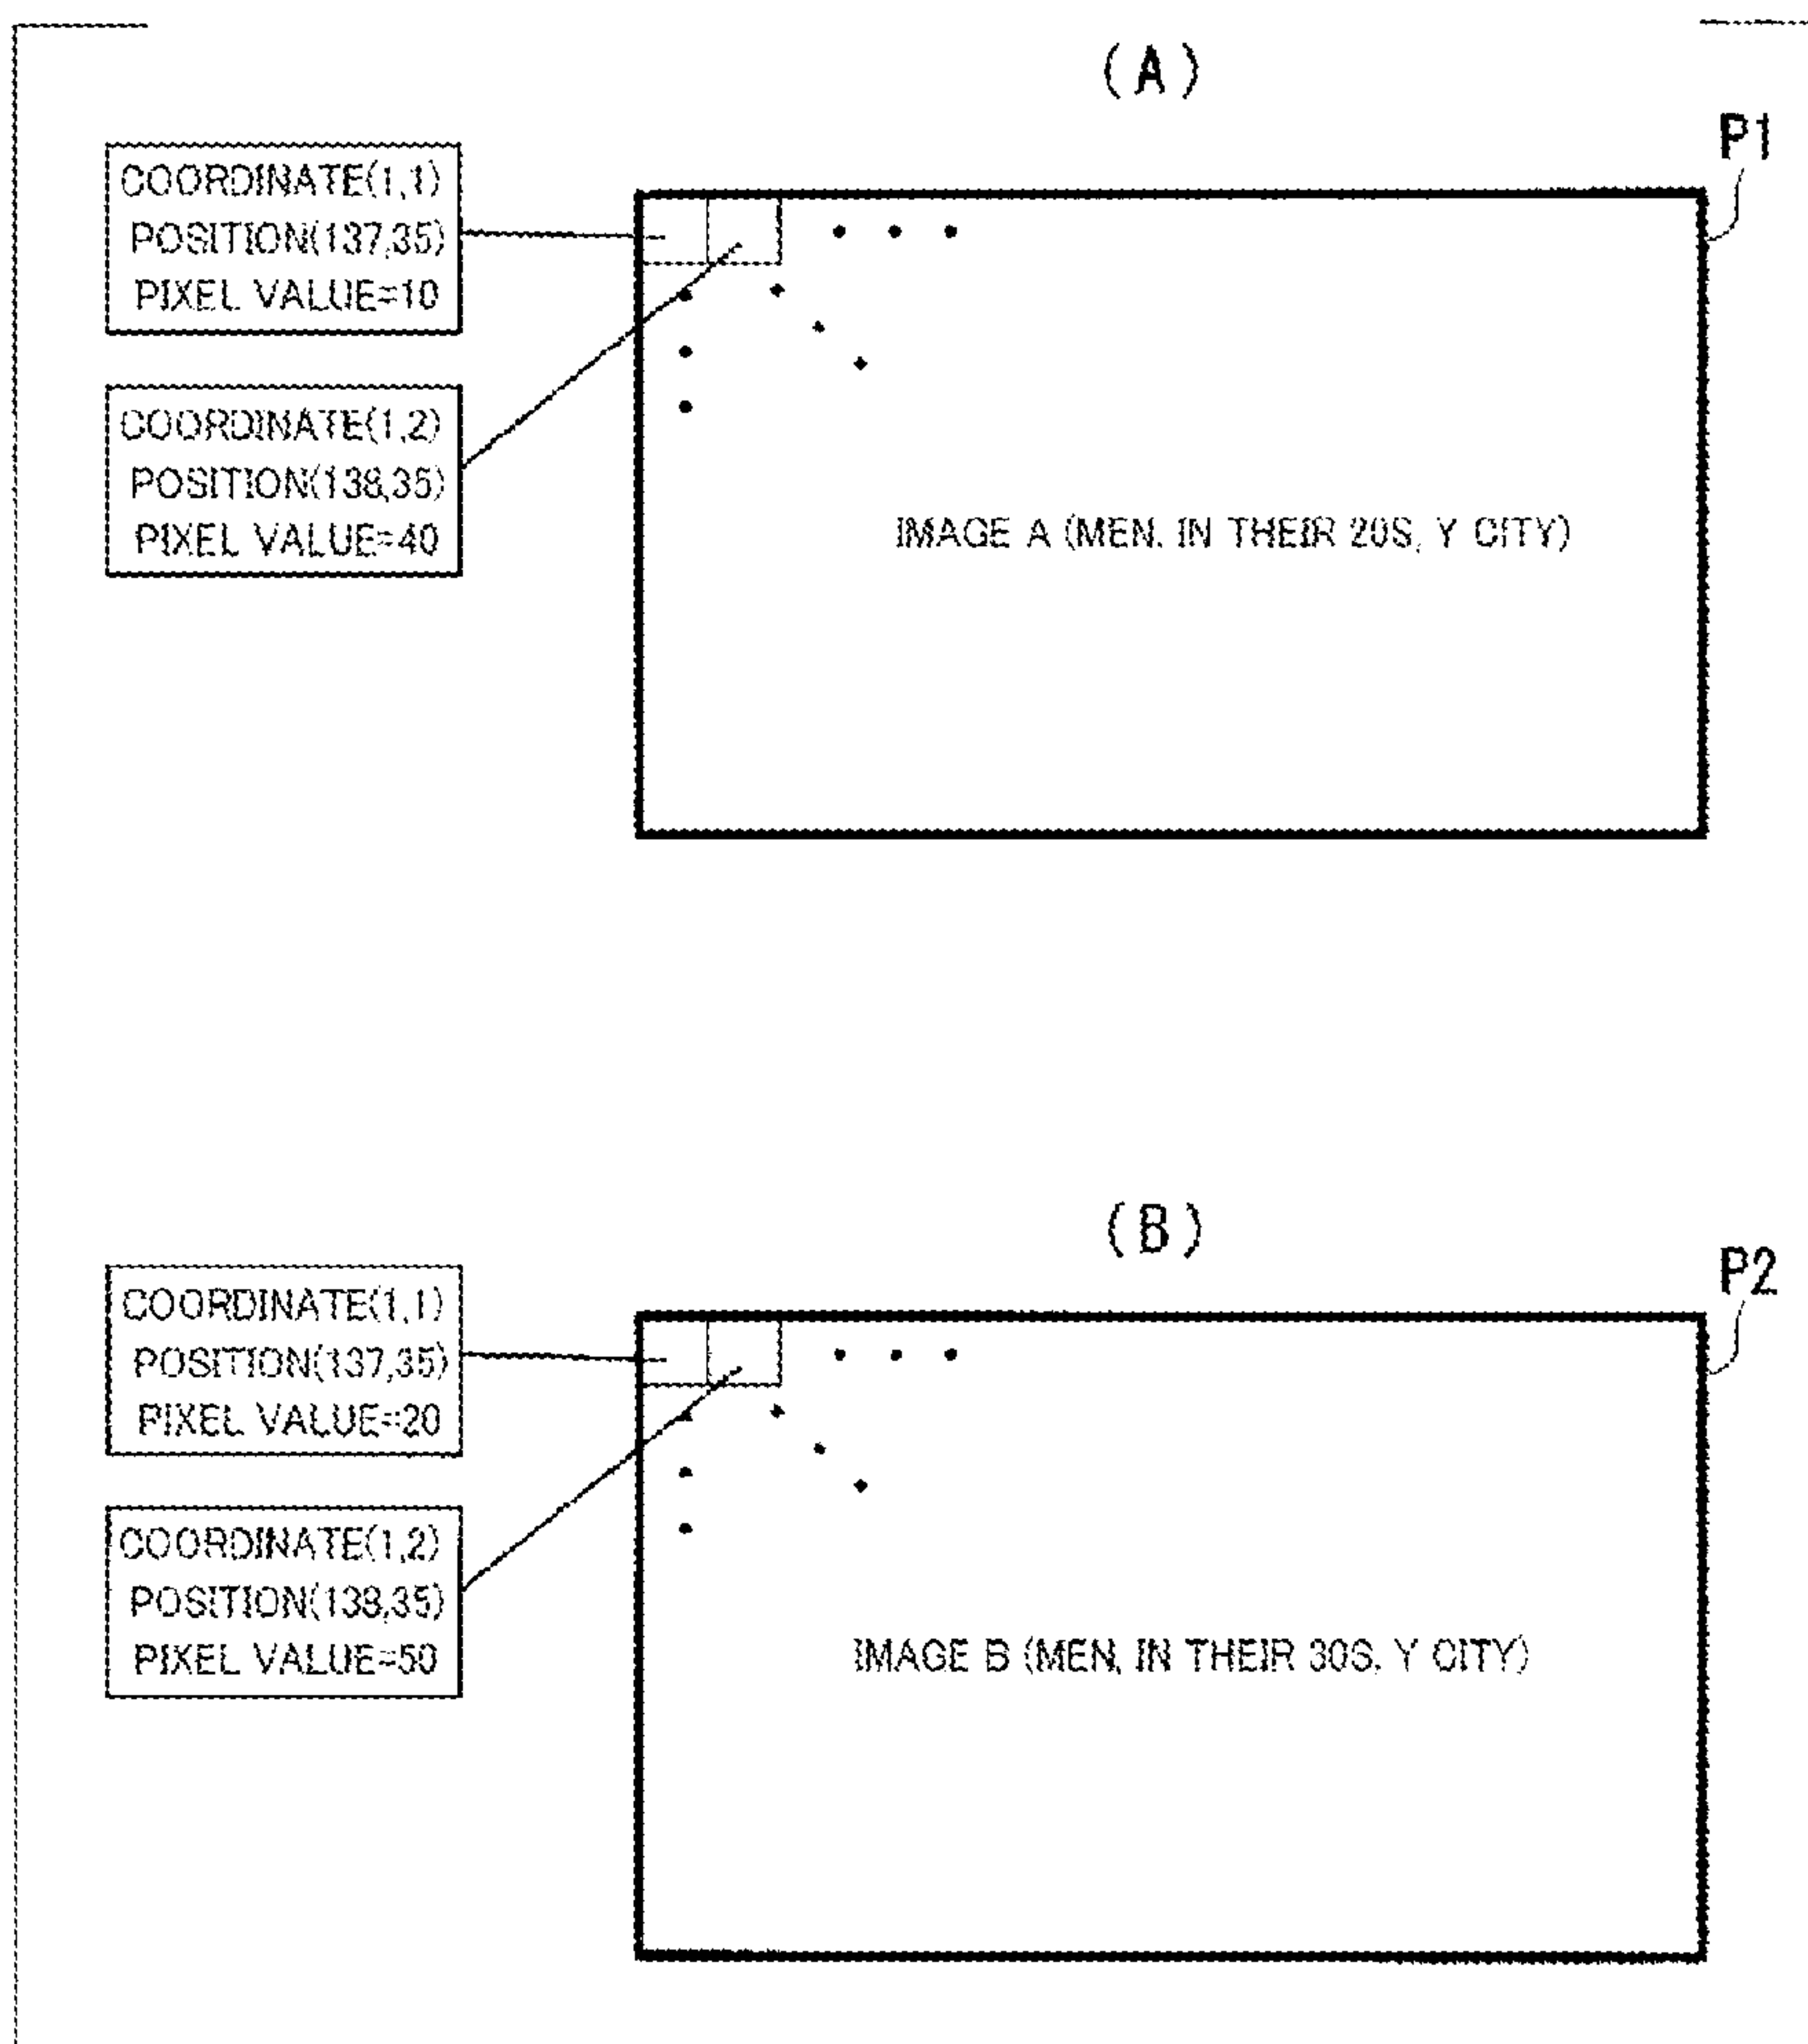 (A)
P1
COORDINATE(1,1)
POSITION(137,35)
PIXEL VALUE=10
COORDINATE(1,2)
POSITION(138,35)
PIXEL VALUE=40
IMAGE A (MEN, IN THEIR 20S, Y CITY)
(B)
P2
COORDINATE(1,1)
POSITION(137,35)
PIXEL VALUE=20
COORDINATE(1,2)
POSITION(138,35)
PIXEL VALUE=50
IMAGE B (MEN, IN THEIR 30S, Y CITY)